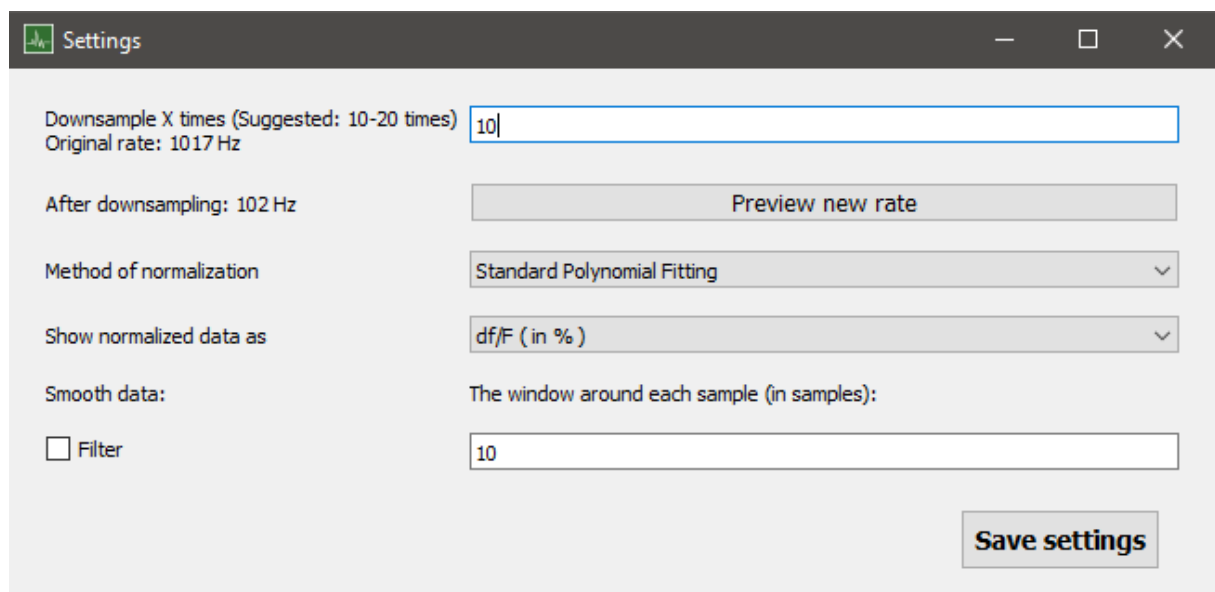 Settings
Downsample X times (Suggested: 10-20 times)
Original rate: 1017 Hz
10
After downsampling: 102 Hz
Preview new rate
Method of normalization
Standard Polynomial Fitting
Show normalized data as
df/F ( in % )
Smooth data:
The window around each sample (in samples):
Filter
10
Save settings